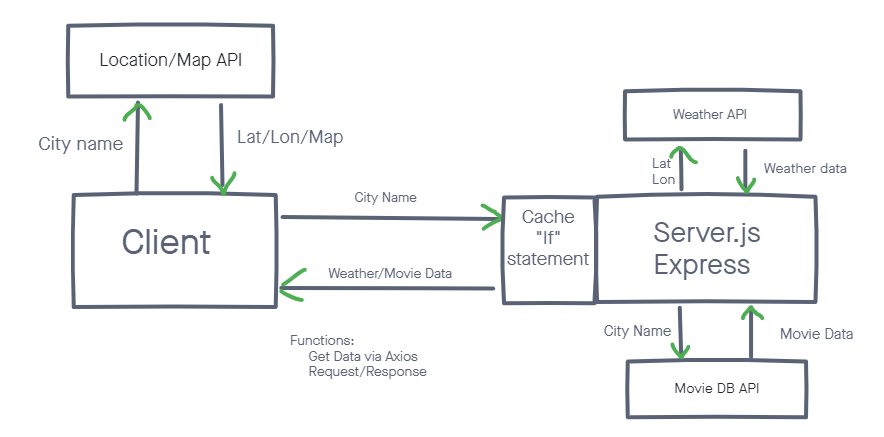 Location/Map API
City name
Lat/Lon/Map
Client
City Name
Weather/Movie Data
Functions:
Get Data via Axios
Request/Response
Cache
"If"
statement
Server.js
Express
Weather API
Lat
Lon
Weather data
City Name
Movie Data
Movie DB API